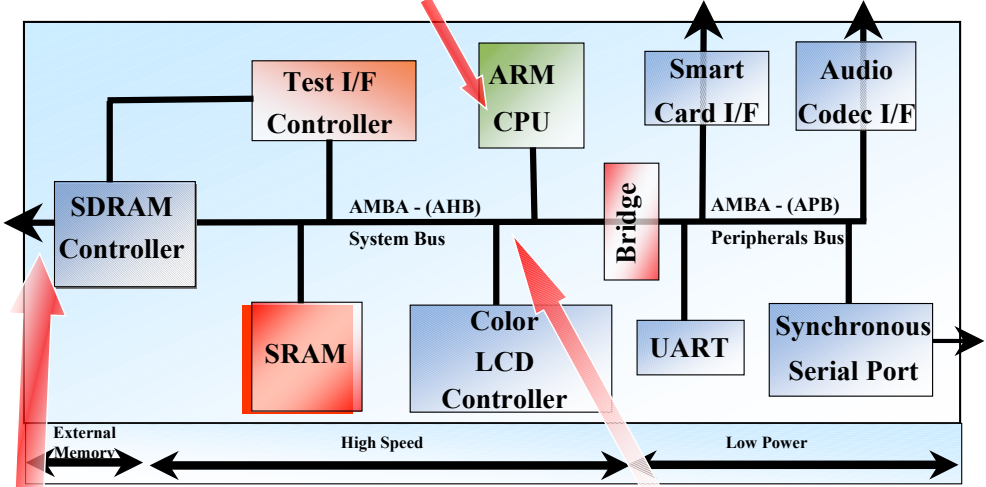 Test I/F
Controller
ARM
CPU
Smart
Card I/F
Audio
Codec I/F
SDRAM
Controller
AMBA - (AHB)
System Bus
Bridge
AMBA - (APB)
Peripherals Bus
SRAM
Color
LCD
Controller
UART
Synchronous
Serial Port
External
Memory
High Speed
Low Power